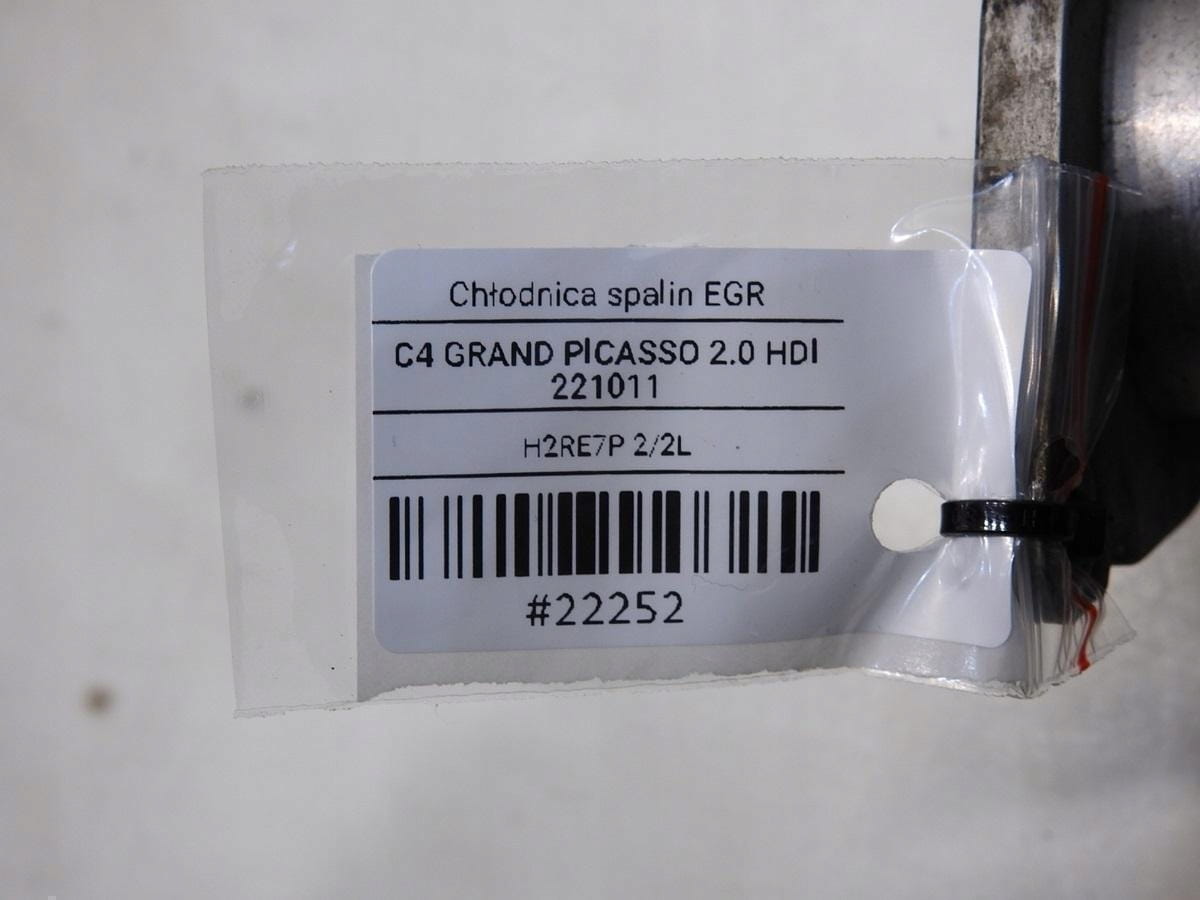 Chłodnica spalin EGR
C4 GRAND PICASSO 2.0 HDI
221011
H2RE7P 2/2L
#22252